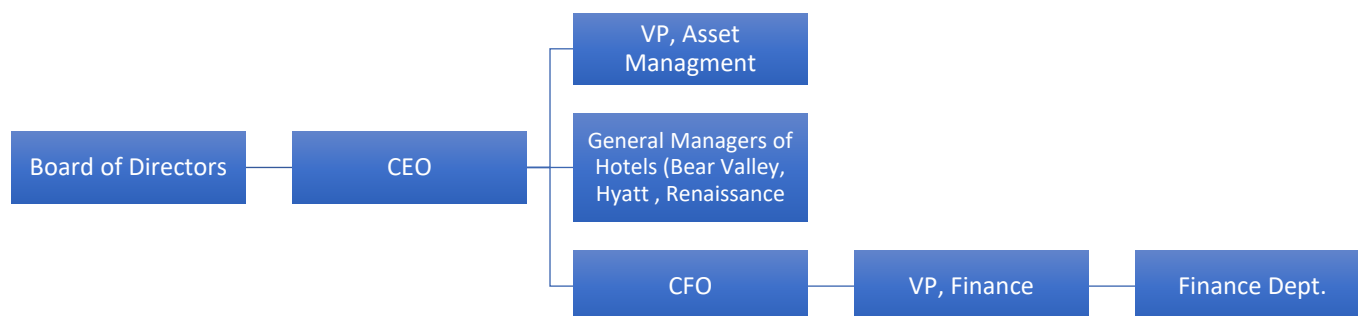 VP, Asset
Managment
Board of Directors
CEO
General Managers of
Hotels (Bear Valley,
Hyatt , Renaissance
CFO
VP, Finance
Finance Dept.